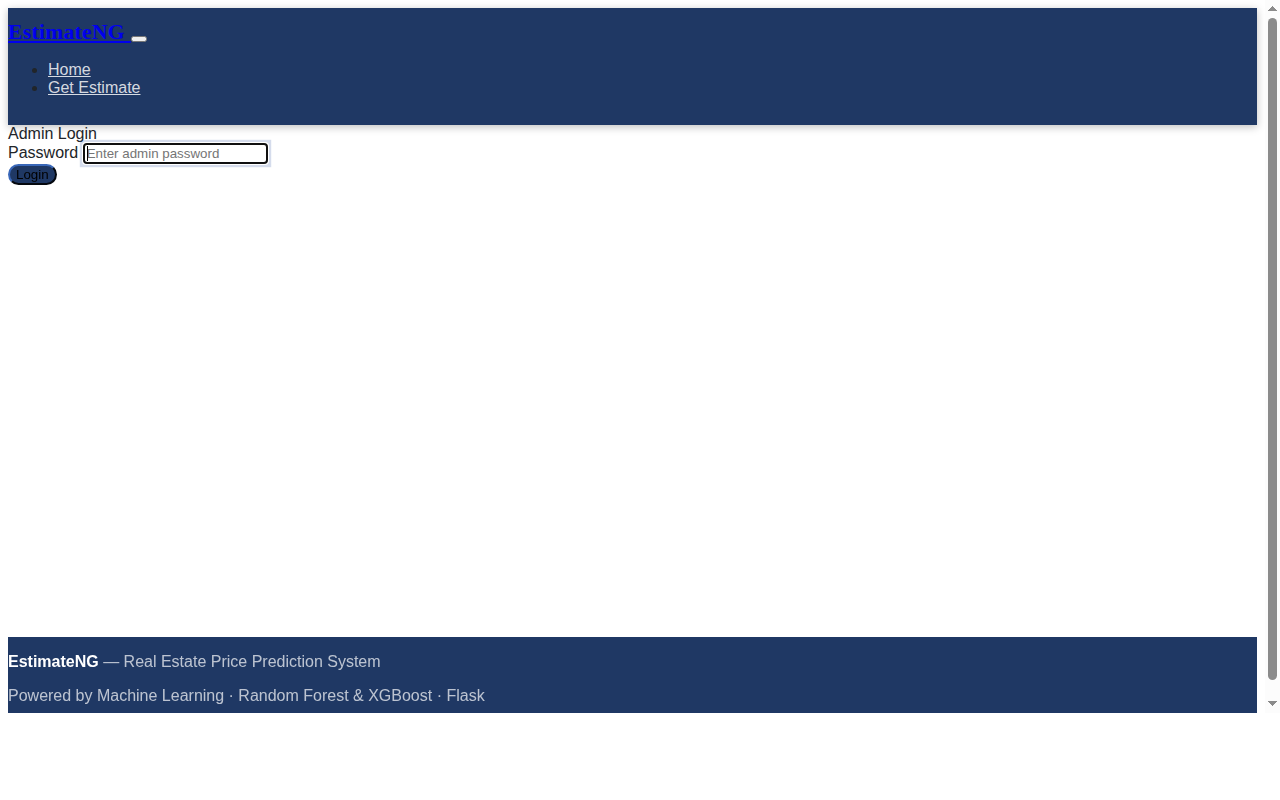 EstimateNG
Home
Get Estimate
Admin Login
Password Enter admin password
Login
EstimateNG — Real Estate Price Prediction System
Powered by Machine Learning · Random Forest & XGBoost · Flask